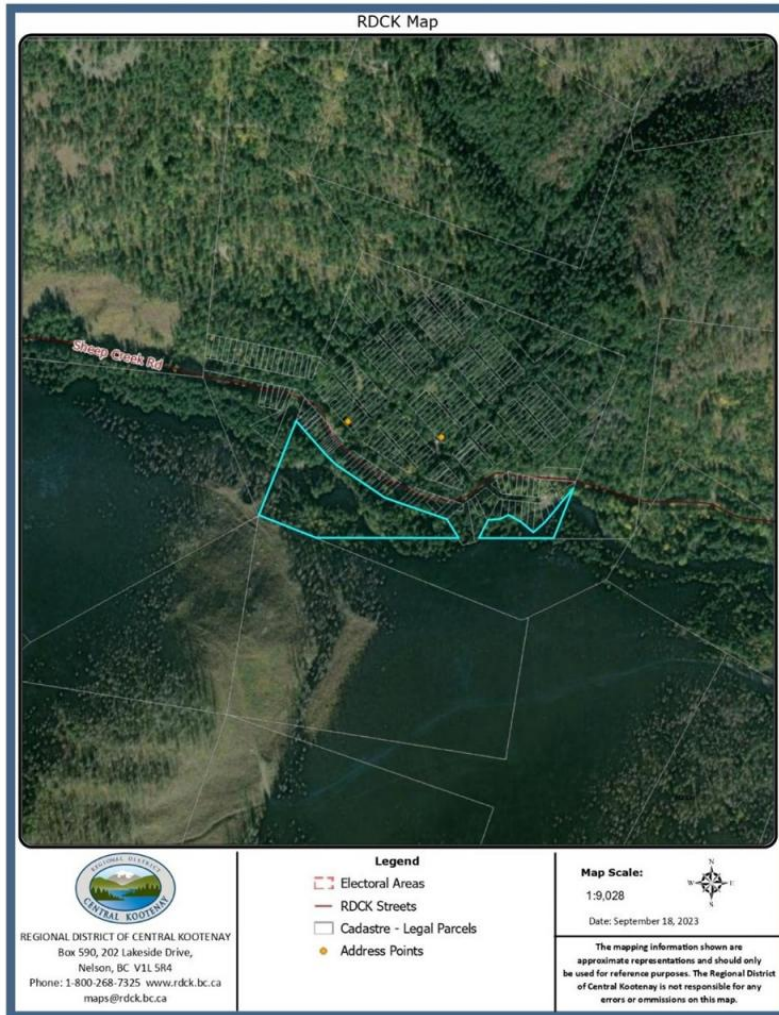 RDCK Map
Sheep Creek Rd
REGIONAL DISTRICT
CENTRAL KOOTENAY
REGIONAL DISTRICT OF CENTRAL KOOTENAY
Box 590, 202 Lakeside Drive,
Nelson, BC V1L 5R4
Phone: 1-800-268-7325 www.rdck.bc.ca
maps@rdck.bc.ca
Legend
Electoral Areas
RDCK Streets
Cadastre - Legal Parcels
Address Points
Map Scale:
1:9,028
N
W E
S
Date: September 18, 2023
The mapping information shown are
approximate representations and should only
be used for reference purposes. The Regional District
of Central Kootenay is not responsible for any
errors or ommissions on this map.